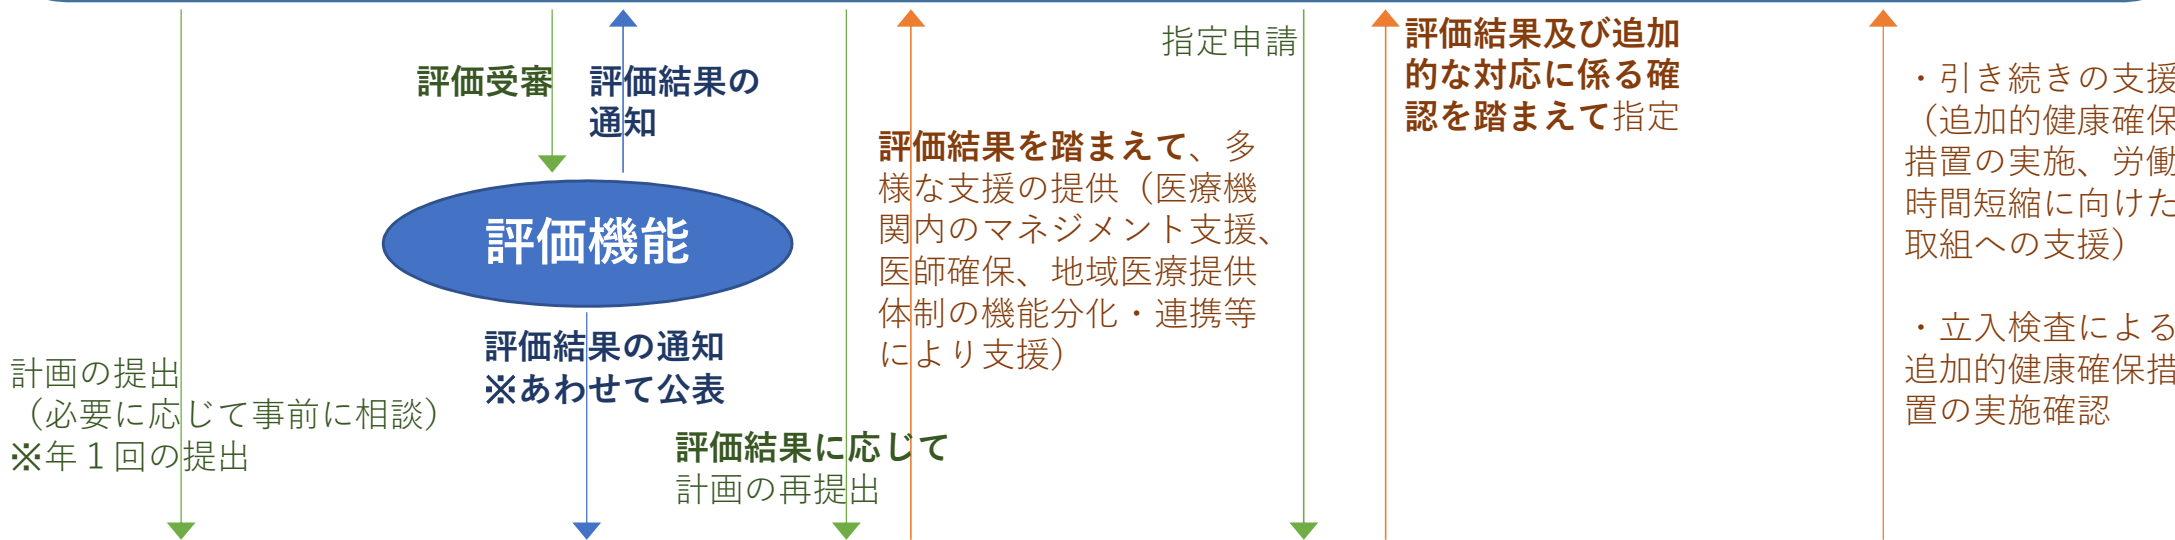 計画の提出
（必要に応じて事前に相談）
※年１回の提出
評価受審
評価結果の
通知
評価機能
評価結果の通知
※あわせて公表
評価結果に応じて
計画の再提出
評価結果を踏まえて、多
様な支援の提供（医療機
関内のマネジメント支援、
医師確保、地域医療提供
体制の機能分化・連携等
により支援）
指定申請
評価結果及び追加
的な対応に係る確
認を踏まえて指定
・引き続きの支援
（追加的健康確保
措置の実施、労働
時間短縮に向けた
取組への支援）
・立入検査による
追加的健康確保措
置の実施確認